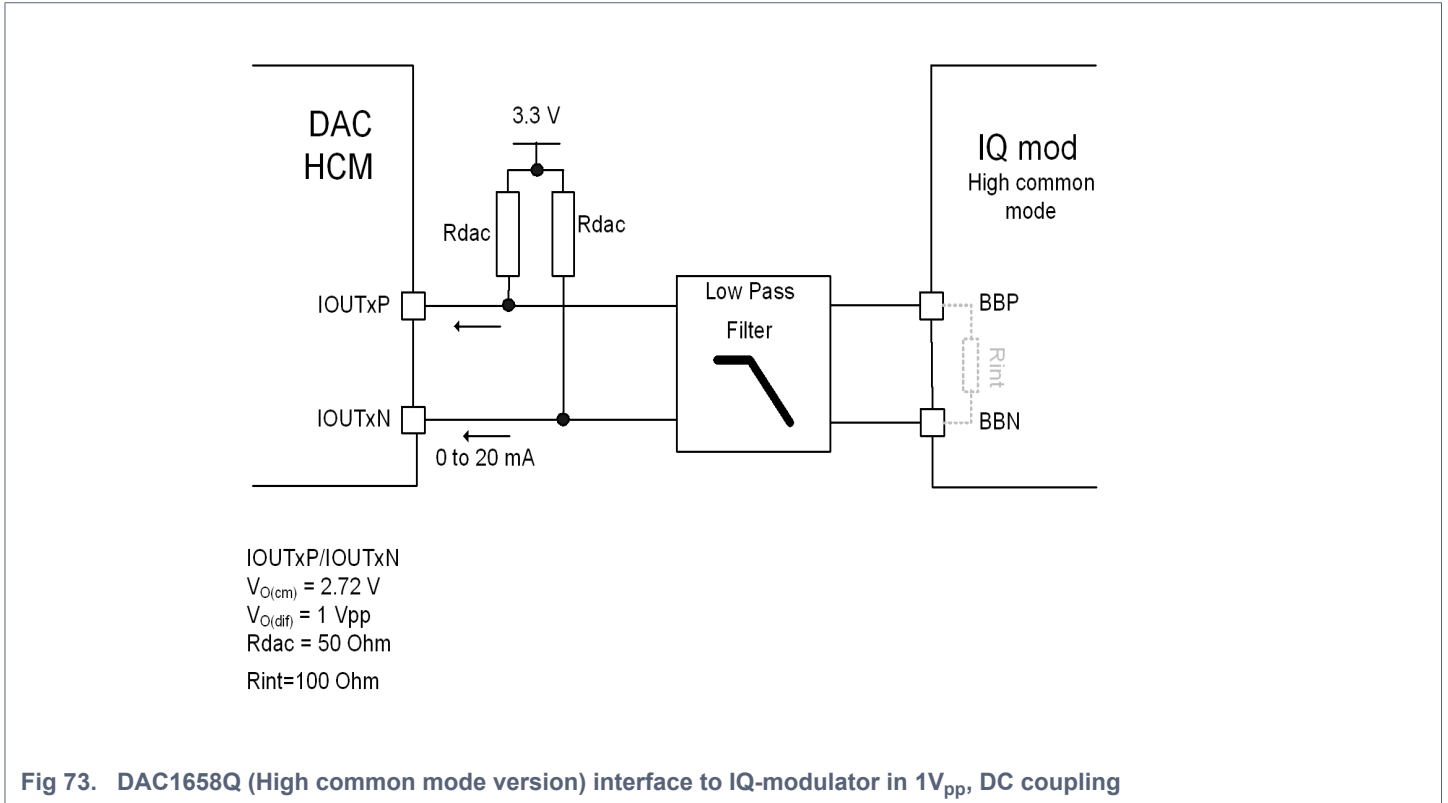 DAC
HCM
3.3 V
Rdac
Rdac
IOUTxP
IOUTxN
0 to 20 mA
Low Pass
Filter
IQ mod
High common
mode
BBP
Rint
BBN
IOUTxP/IOUTxN
VO(cm) = 2.72 V
VO(dif) = 1 Vpp
Rdac = 50 Ohm
Rint=100 Ohm
Fig 73. DAC1658Q (High common mode version) interface to IQ-modulator in 1Vpp, DC coupling